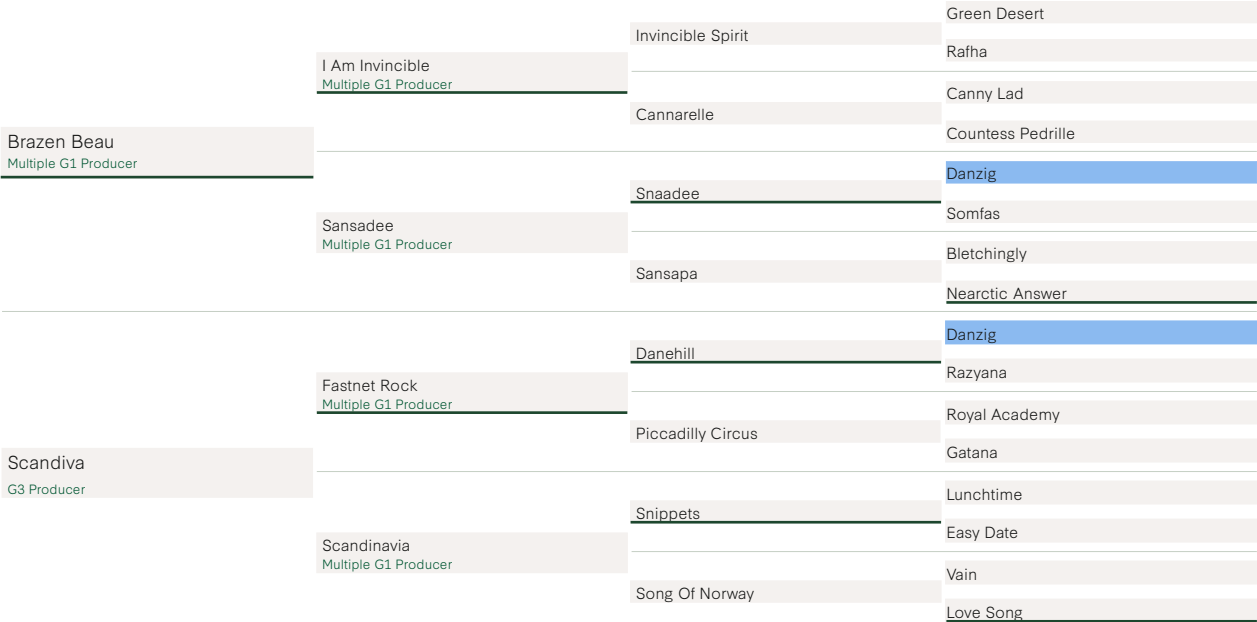 Brazen Beau
Multiple G1 Producer
Scandiva
G3 Producer
I Am Invincible
Multiple G1 Producer
Sansadee
Multiple G1 Producer
Fastnet Rock
Multiple G1 Producer
Scandinavia
Multiple G1 Producer
Invincible Spirit
Cannarelle
Snaadee
Sansapa
Danehill
Piccadilly Circus
Snippets
Song Of Norway
Green Desert
Rafha
Canny Lad
Countess Pedrille
Danzig
Somfas
Bletchingly
Nearctic Answer
Danzig
Razyana
Royal Academy
Gatana
Lunchtime
Easy Date
Vain
Love Song